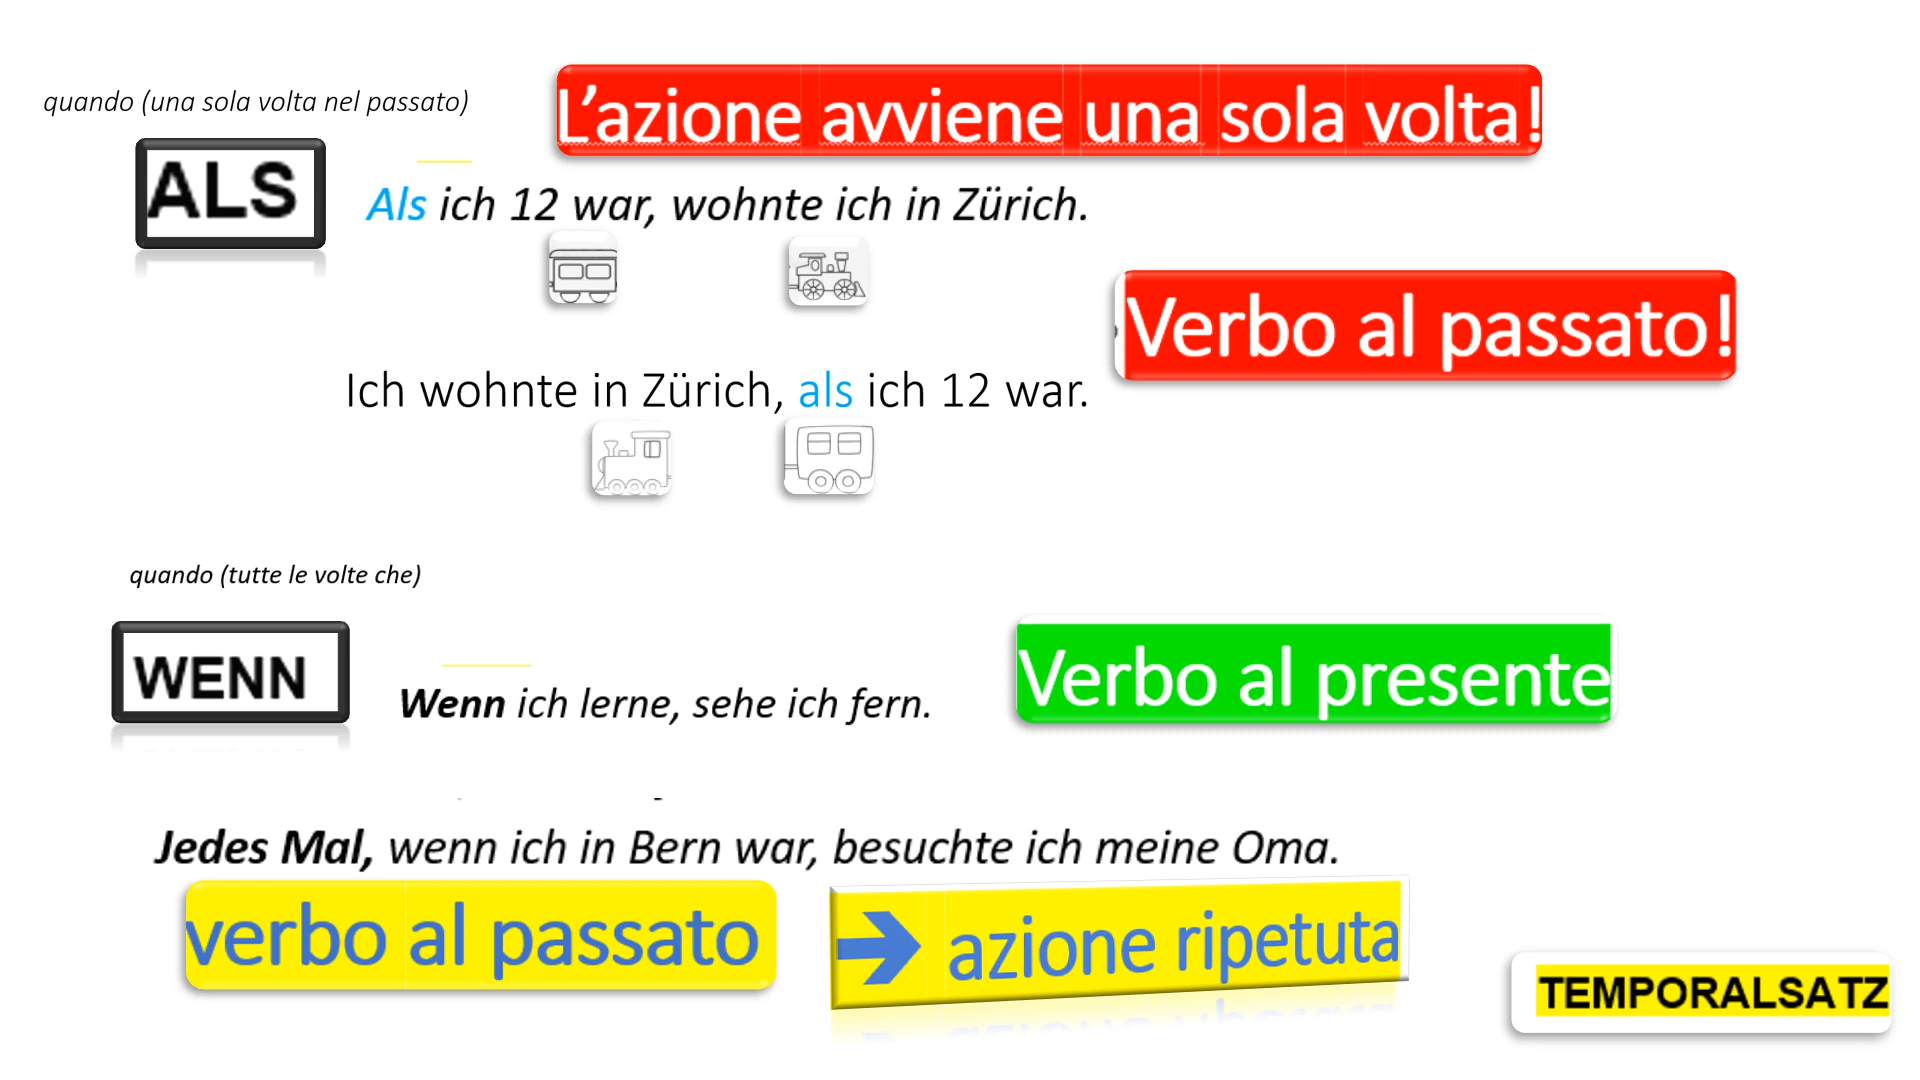 quando (una sola volta nel passato)
L'azione avviene una sola volta!
ALS
Als ich 12 war, wohnte ich in Zürich.
Verbo al passato!
Ich wohnte in Zürich, als ich 12 war.
quando (tutte le volte che)
WENN
Wenn ich lerne, sehe ich fern.
Verbo al presente
Jedes Mal, wenn ich in Bern war, besuchte ich meine Oma.
verbo al passato
→ azione ripetuta
TEMPORALSATZ